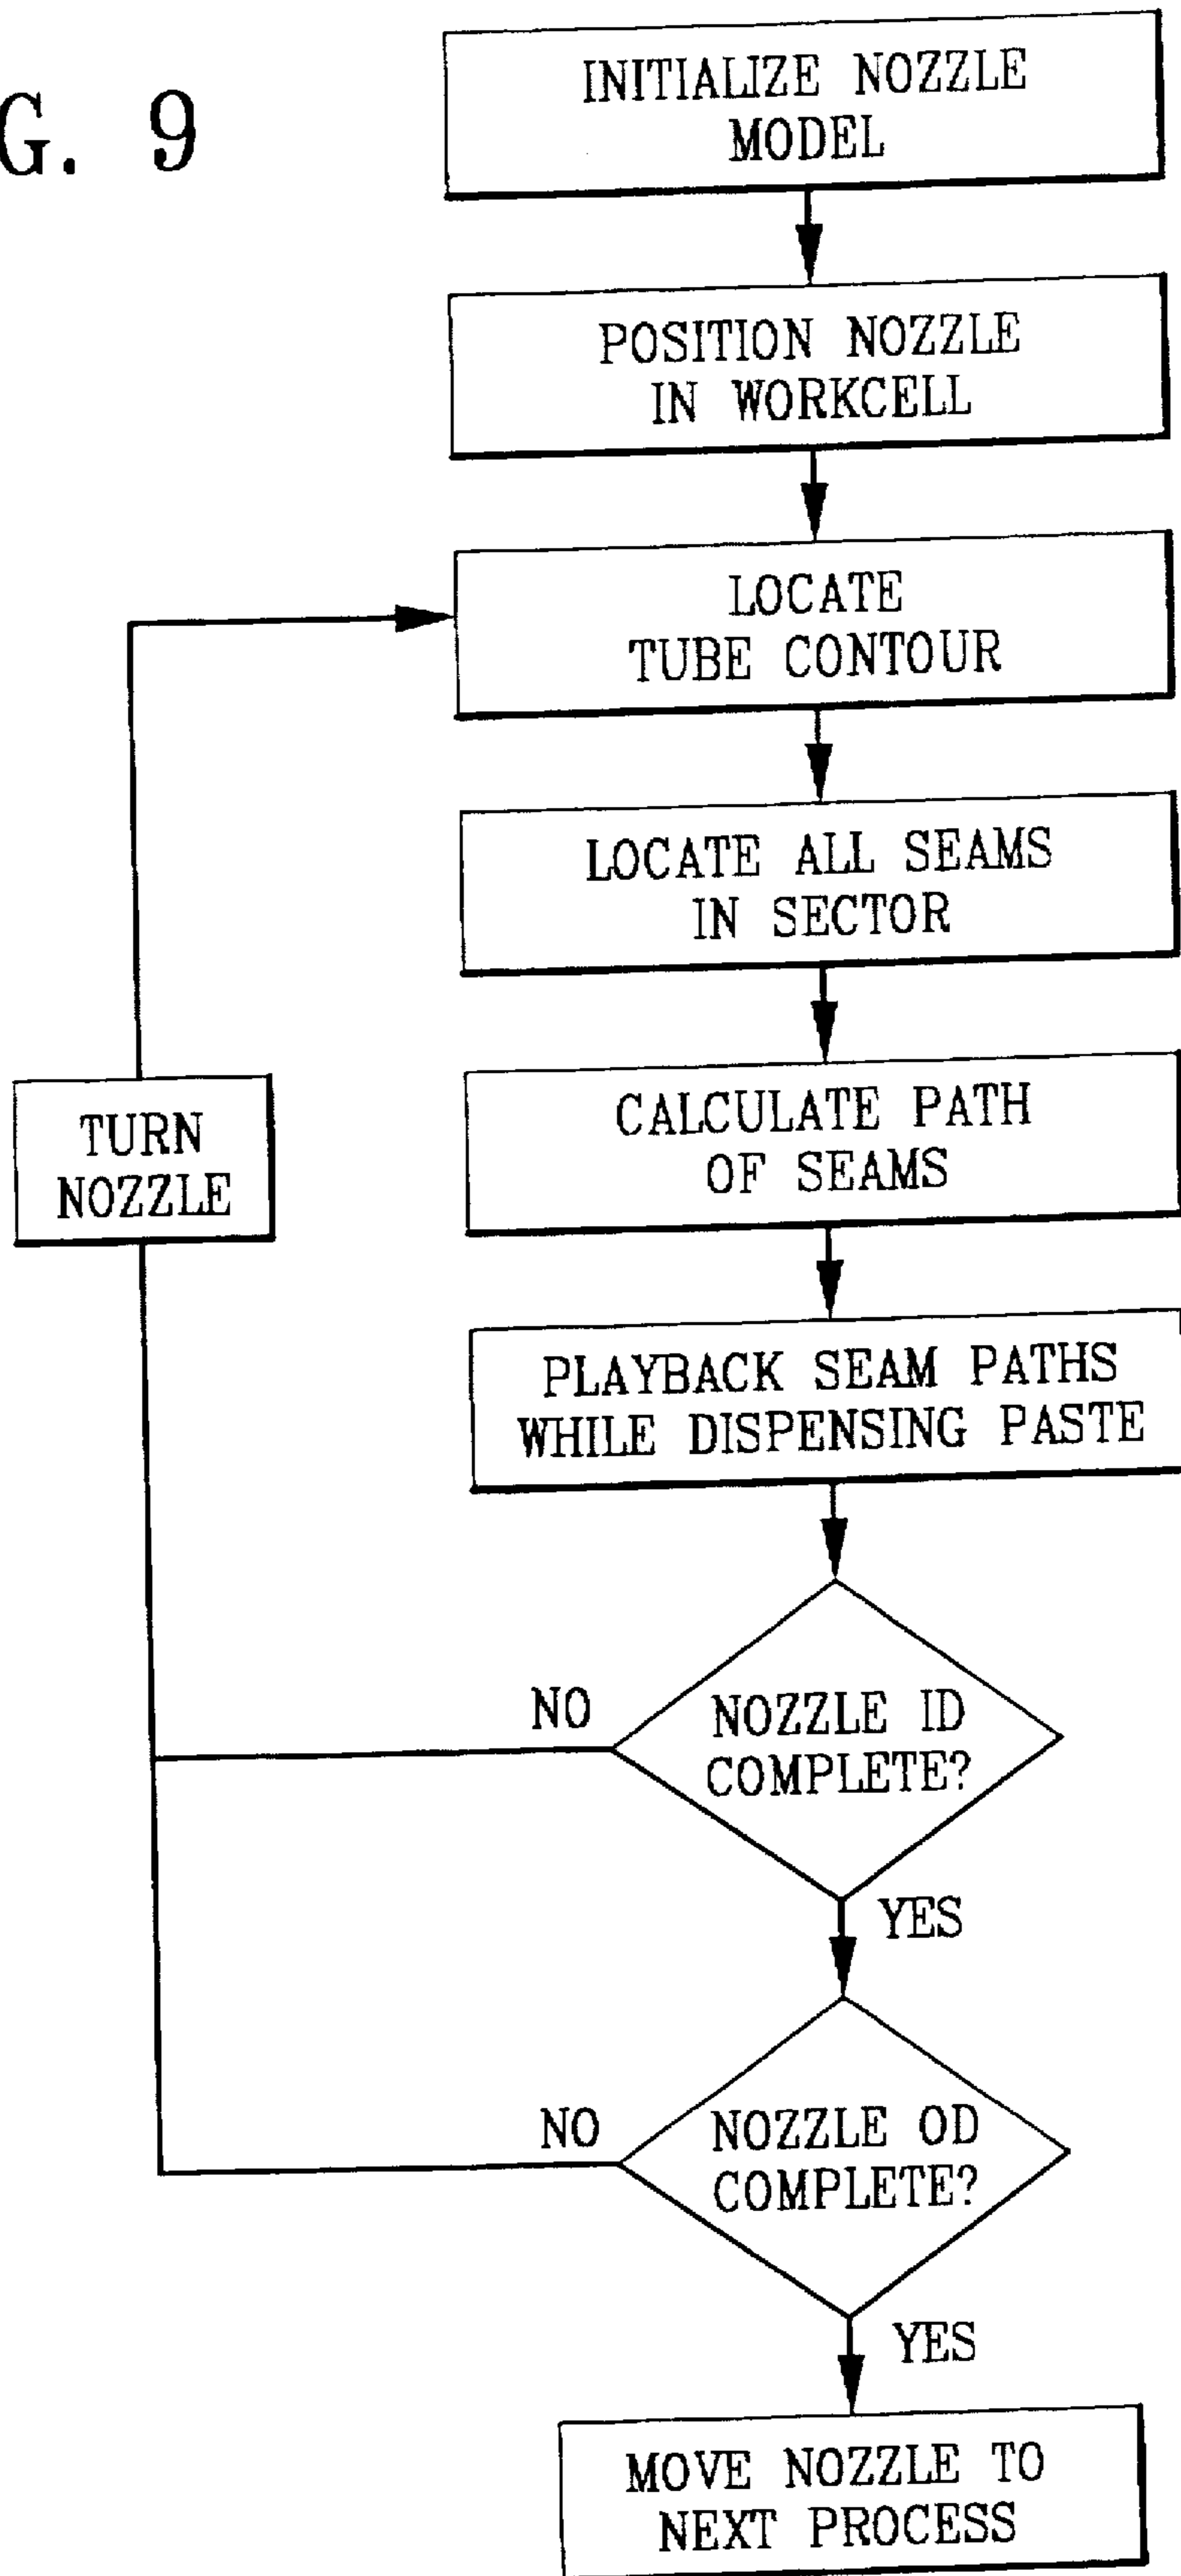 G. 9
INITIALIZE NOZZLE
MODEL
POSITION NOZZLE
IN WORKCELL
LOCATE
TUBE CONTOUR
LOCATE ALL SEAMS
IN SECTOR
CALCULATE PATH
OF SEAMS
TURN
NOZZLE
PLAYBACK SEAM PATHS
WHILE DISPENSING PASTE
NO
NOZZLE ID
COMPLETE?
YES
NO
NOZZLE OD
COMPLETE?
YES
MOVE NOZZLE TO
NEXT PROCESS